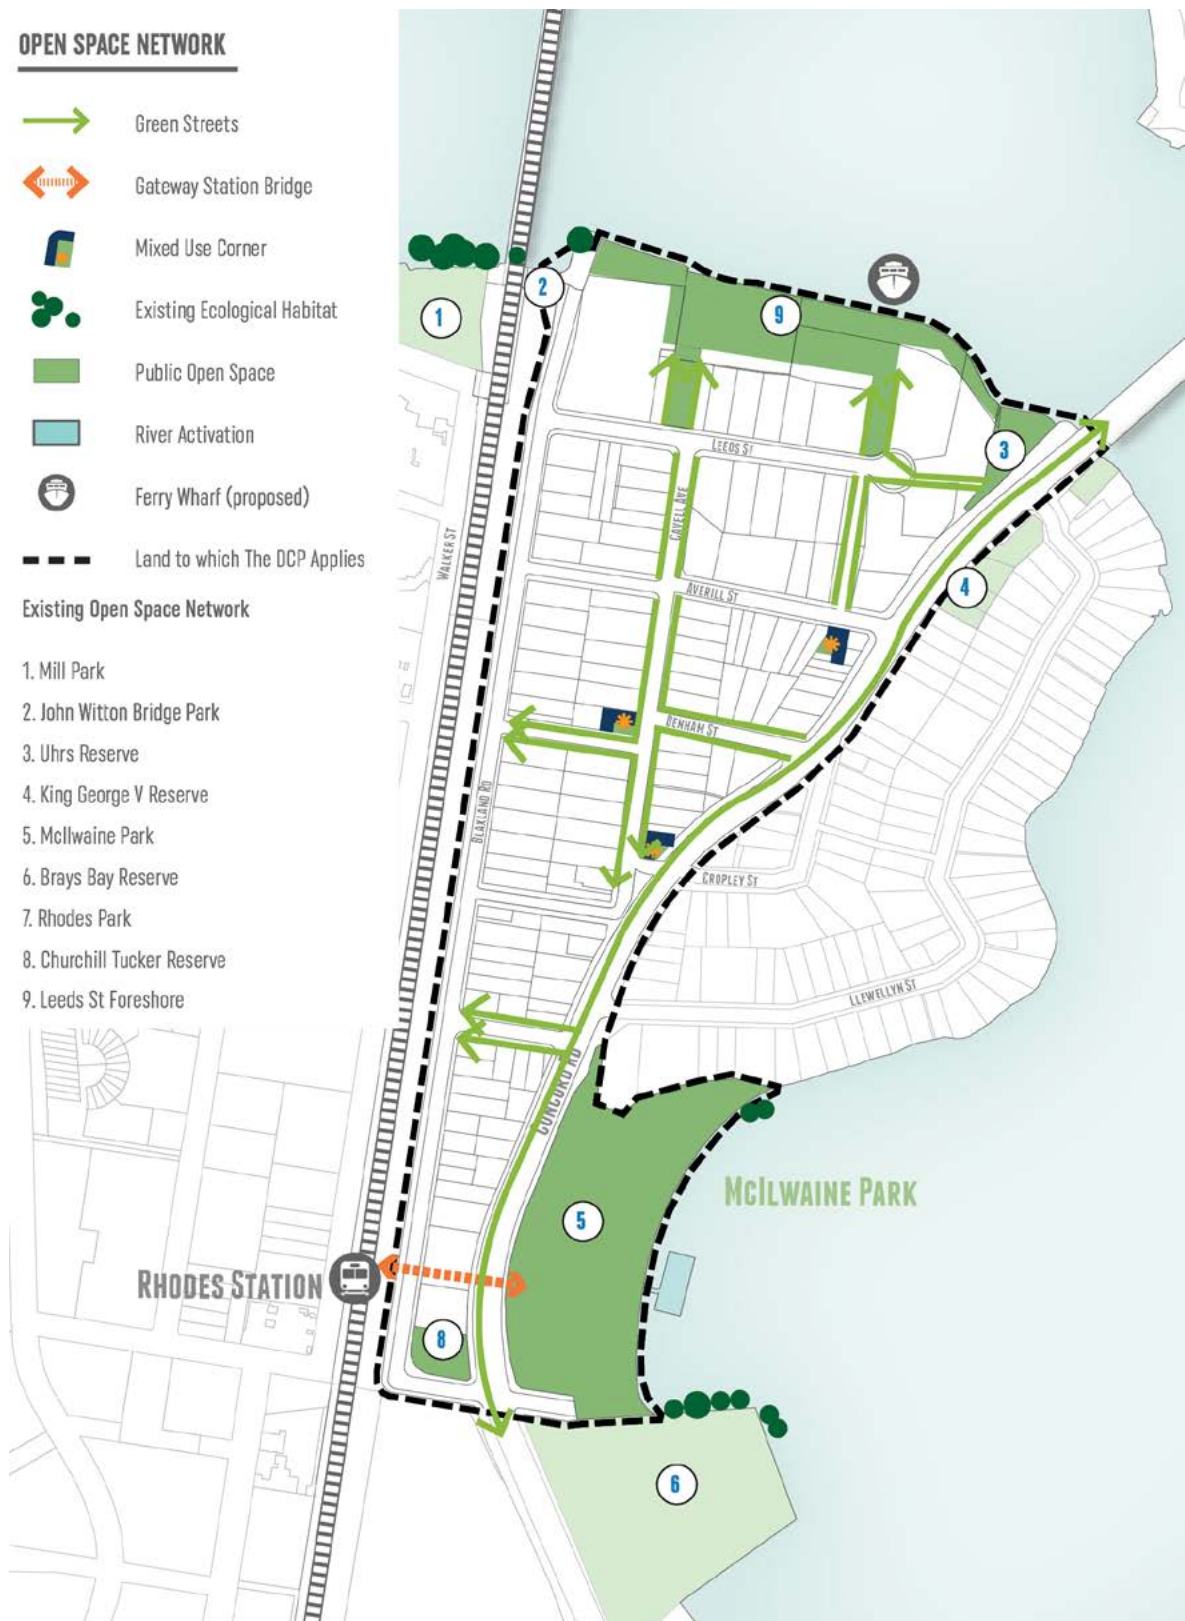 OPEN SPACE NETWORK
Green Streets
Gateway Station Bridge
Mixed Use Corner
Existing Ecological Habitat
Public Open Space
River Activation
Ferry Wharf (proposed)
Land to which The DCP Applies
Existing Open Space Network
1. Mill Park
2. John Witton Bridge Park
3. Uhrs Reserve
4. King George V Reserve
5. McIlwaine Park
6. Brays Bay Reserve
7. Rhodes Park
8. Churchill Tucker Reserve
9. Leeds St Foreshore
1
2
9
3
LEEDS ST
CAVELL AVE
WALKER ST
AVERILL ST
4
DENHAM ST
BLAXLAND RD
CROPLEY ST
LLEWELLYN ST
CONCORD RD
MCILWAINE PARK
5
RHODES STATION
8
6